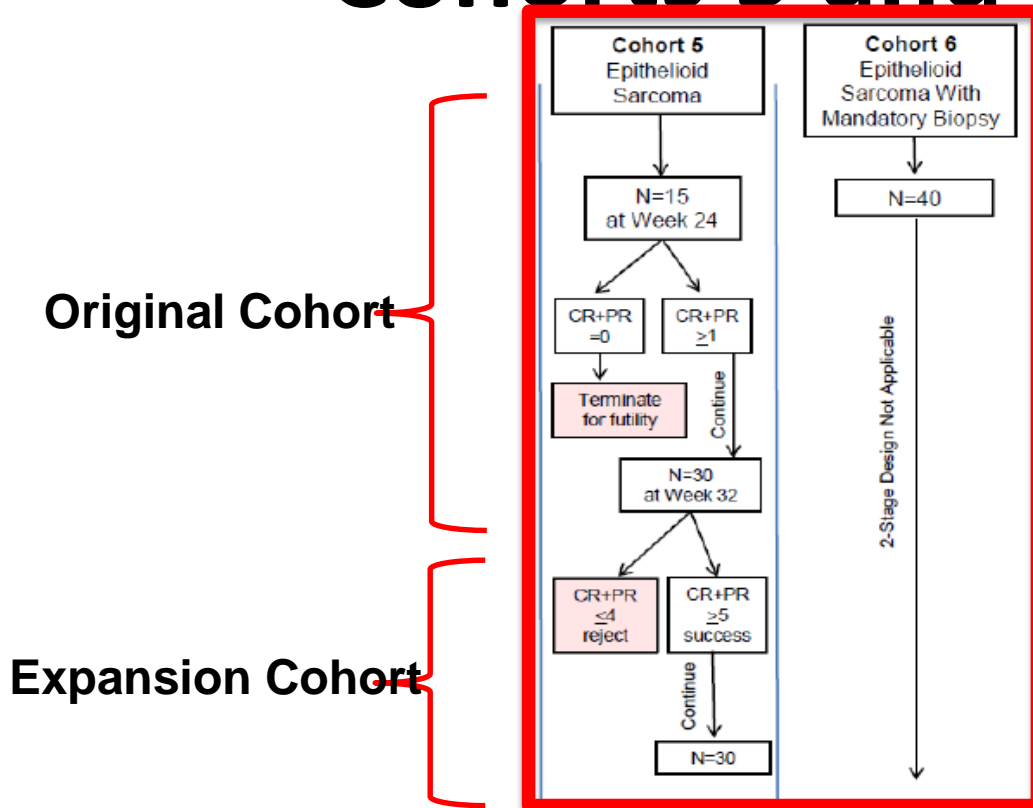 Cohort 5
Epithelioid
Sarcoma
N=15
at Week 24
CR+PR
=0
CR+PR
≥1
Terminate
for futility
Continue
N=30
at Week 32
CR+PR
≤4
reject
CR+PR
≥5
success
Continue
N=30
Cohort 6
Epithelioid
Sarcoma With
Mandatory Biopsy
N=40
2-Stage Design Not Applicable
Original Cohort
Expansion Cohort